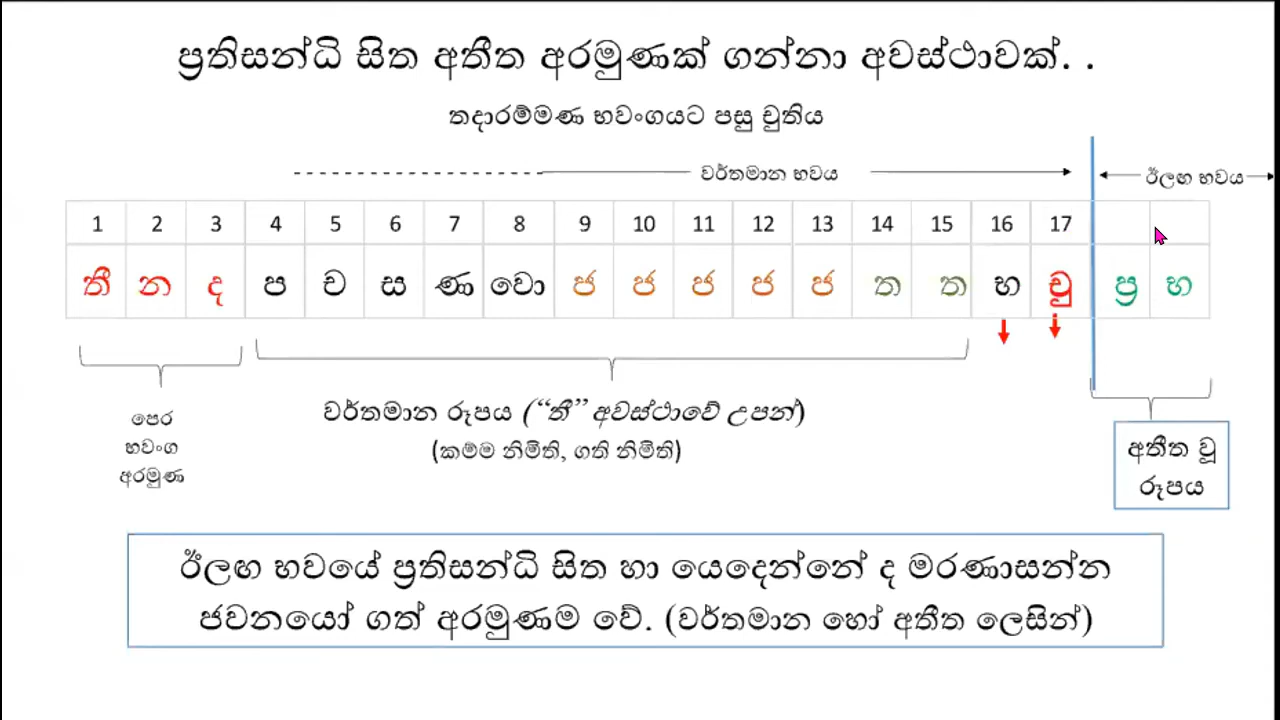 ප්‍රතිසන්ධි සිත අතීත අරමුණක් ගන්නා අවස්ථාවක්. .
තදාරම්මණ භවංගයට පසු චුතිය
වර්තමාන භවය ඊලඟ භවය
1 2 3 4 5 6 7 8 9 10 11 12 13 14 15 16 17
තී න ද ප ච ස ණ වො ජ ජ ජ ජ ජ ත ත භ චු ප්‍ර භ
පෙර
භවංග
අරමුණ
වර්තමාන රූපය (“තී” අවස්ථාවේ උපන්)
(කම්ම නිමිති, ගති නිමිති)
අතීත වූ
රූපය
ඊලඟ භවයේ ප්‍රතිසන්ධි සිත හා යෙදෙන්නේ ද මරණාසන්න
ජවනයෝ ගත් අරමුණම වේ. (වර්තමාන හෝ අතීත ලෙසින්)